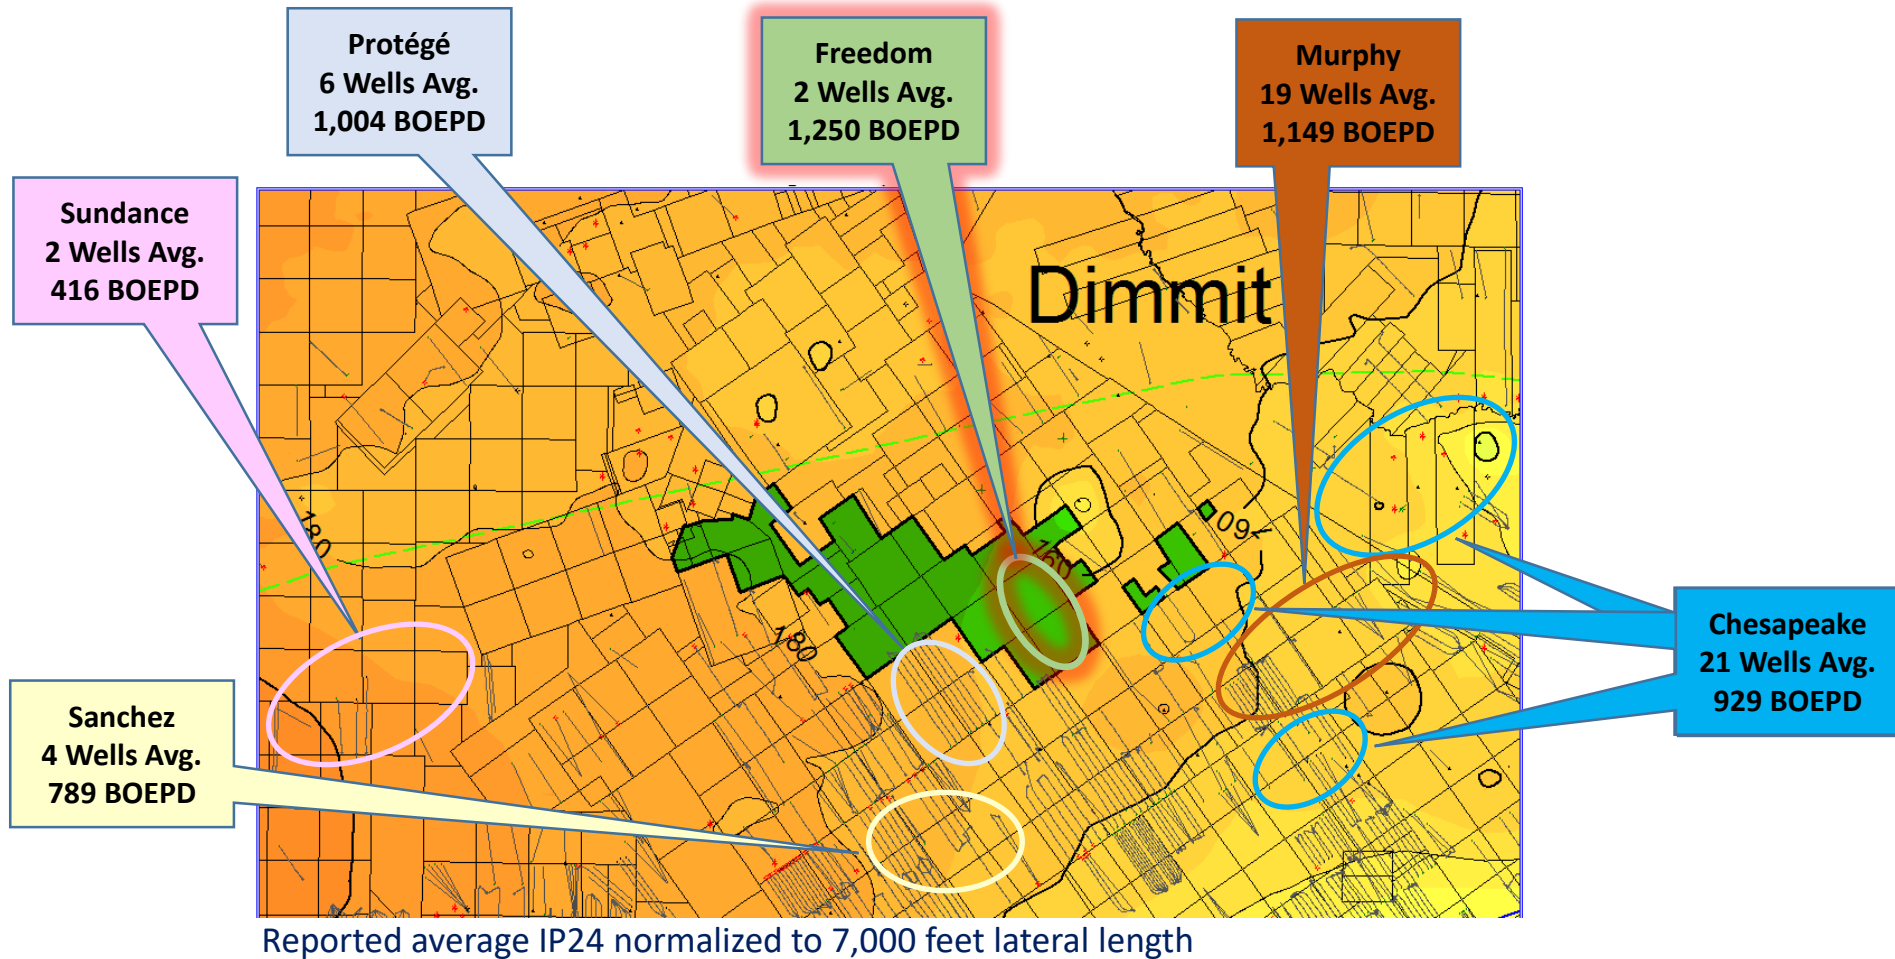 Protégé
6 Wells Avg.
1,004 BOEPD
Freedom
2 Wells Avg.
1,250 BOEPD
Murphy
19 Wells Avg.
1,149 BOEPD
Sundance
2 Wells Avg.
416 BOEPD
Dimmit
180
160
160
180
Chesapeake
21 Wells Avg.
929 BOEPD
Sanchez
4 Wells Avg.
789 BOEPD
Reported average IP24 normalized to 7,000 feet lateral length